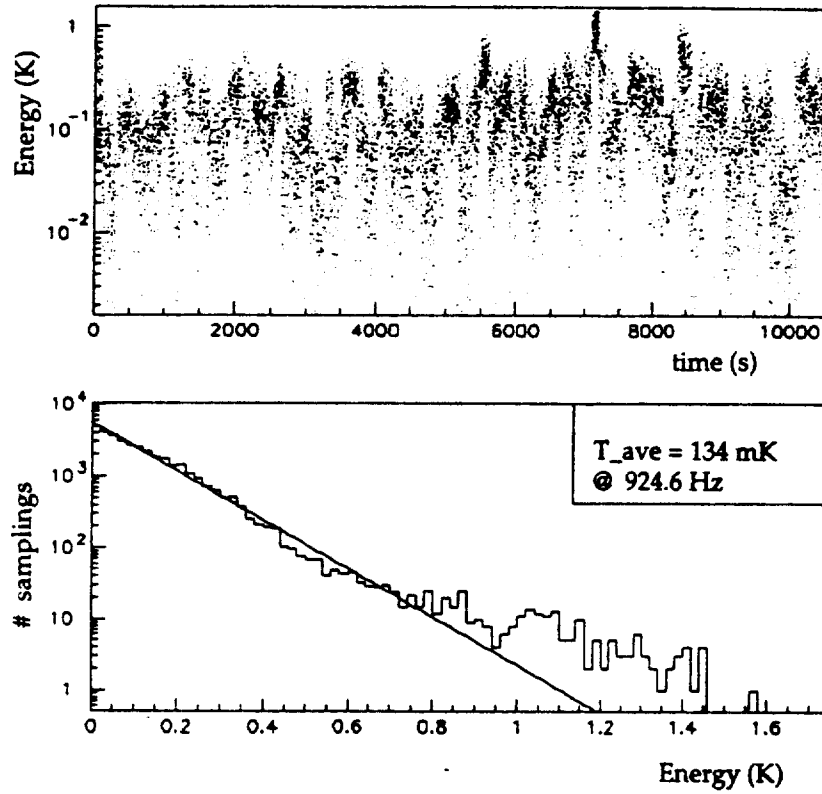 1
Energy (K)
10⁻¹
10⁻²
0 2000 4000 6000 8000 10000
time (s)
10⁴
T_ave = 134 mK
@ 924.6 Hz
10³
# samplings
10²
10
1
0 0.2 0.4 0.6 0.8 1 1.2 1.4 1.6
Energy (K)